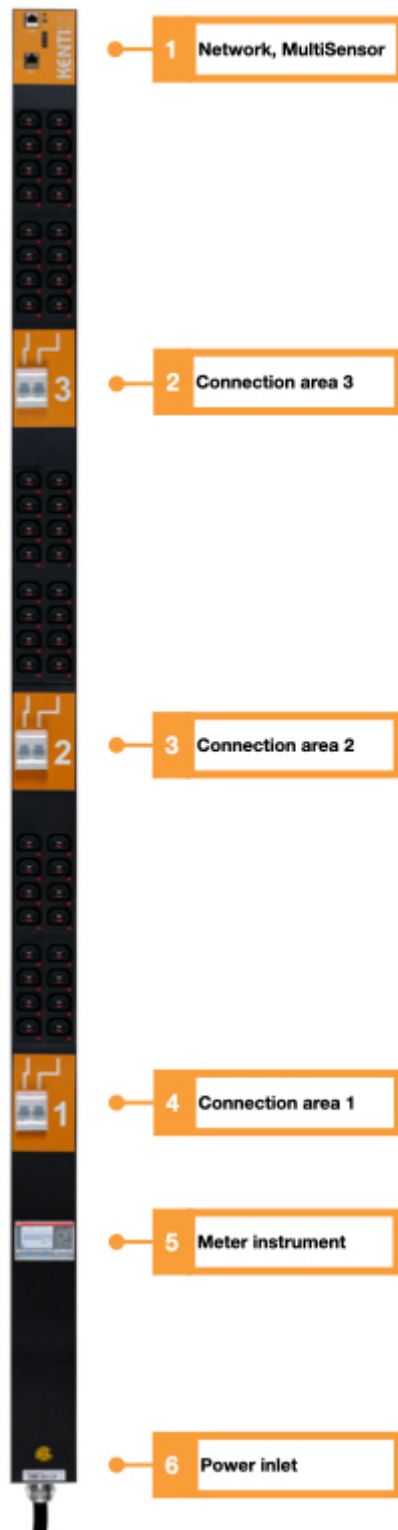 KENTIX
1 Network, MultiSensor
3
2 Connection area 3
2
3 Connection area 2
1
4 Connection area 1
5 Meter instrument
6 Power inlet